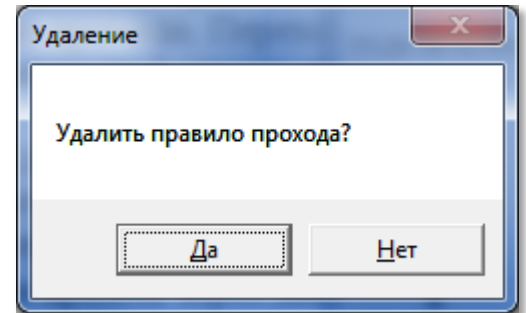 Удаление
Удалить правило прохода?
Да
Нет